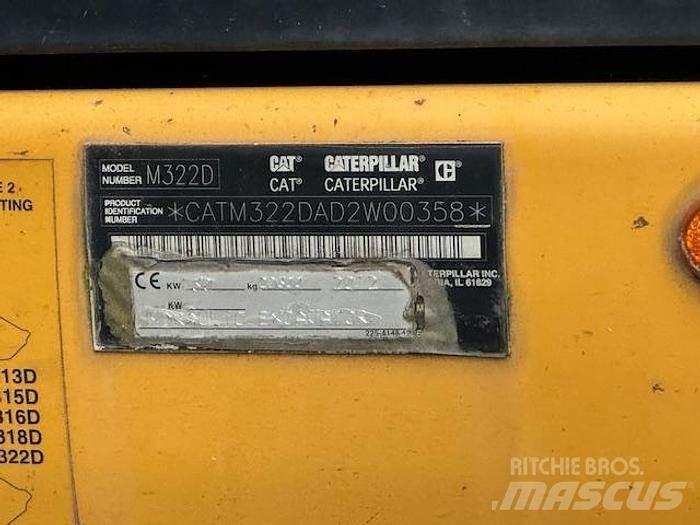 E 2
TING
MODEL NUMBER M322D
CAT CATERPILLAR C
CAT® CATERPILLAR®
PRODUCT IDENTIFICATION NUMBER *CATM322DAD2W00358*
TERPILLAR INC.
IL 61629
CE KW kg
KW
13D
315D
316D
318D
322D
RITCHIE BROS.
MASCUS